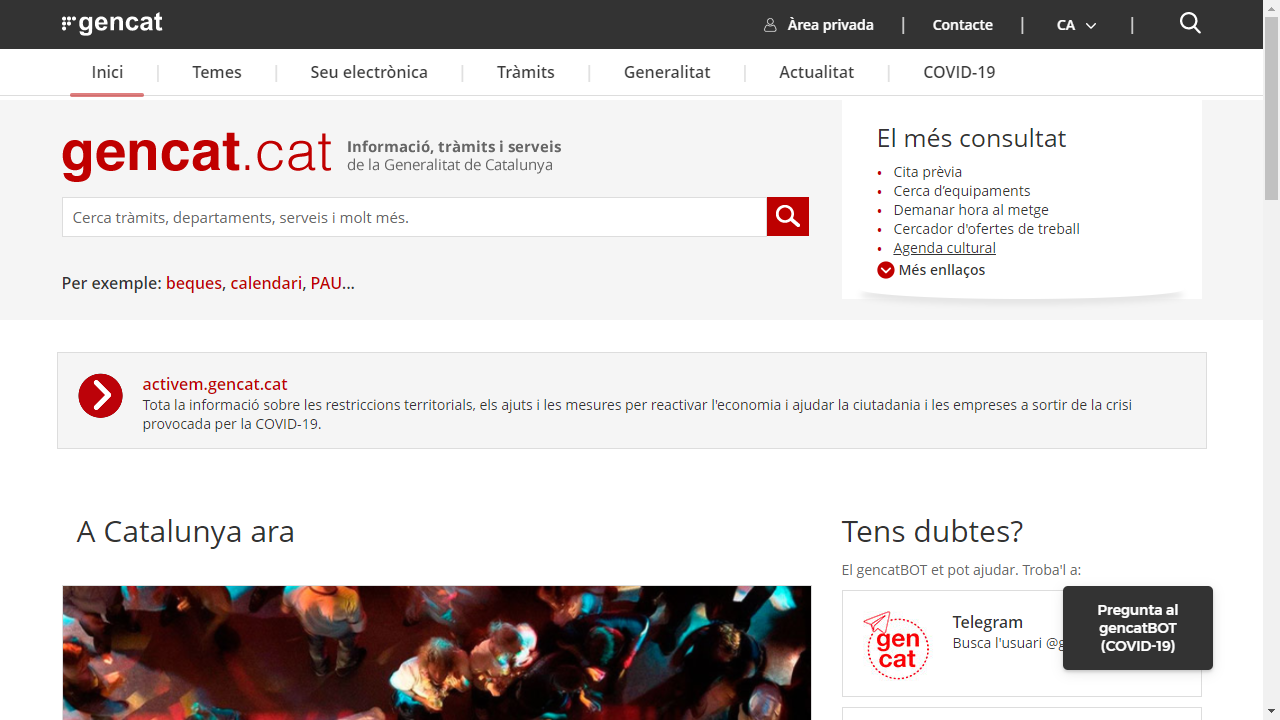 gencat
Àrea privada
Contacte
CA
Inici
Temes
Seu electrònica
Tràmits
Generalitat
Actualitat
COVID-19
gencat.cat
Informació, tràmits i serveis
de la Generalitat de Catalunya
Cerca tràmits, departaments, serveis i molt més.
Per exemple: beques, calendari, PAU...
El més consultat
Cita prèvia
Cerca d’equipaments
Demanar hora al metge
Cercador d'ofertes de treball
Agenda cultural
Més enllaços
activem.gencat.cat
Tota la informació sobre les restriccions territorials, els ajuts i les mesures per reactivar l'economia i ajudar la ciutadania i les empreses a sortir de la crisi
provocada per la COVID-19.
A Catalunya ara
Tens dubtes?
El gencatBOT et pot ajudar. Troba'l a:
gen
cat
Telegram
Busca l'usuari @g
Pregunta al
gencatBOT
(COVID-19)